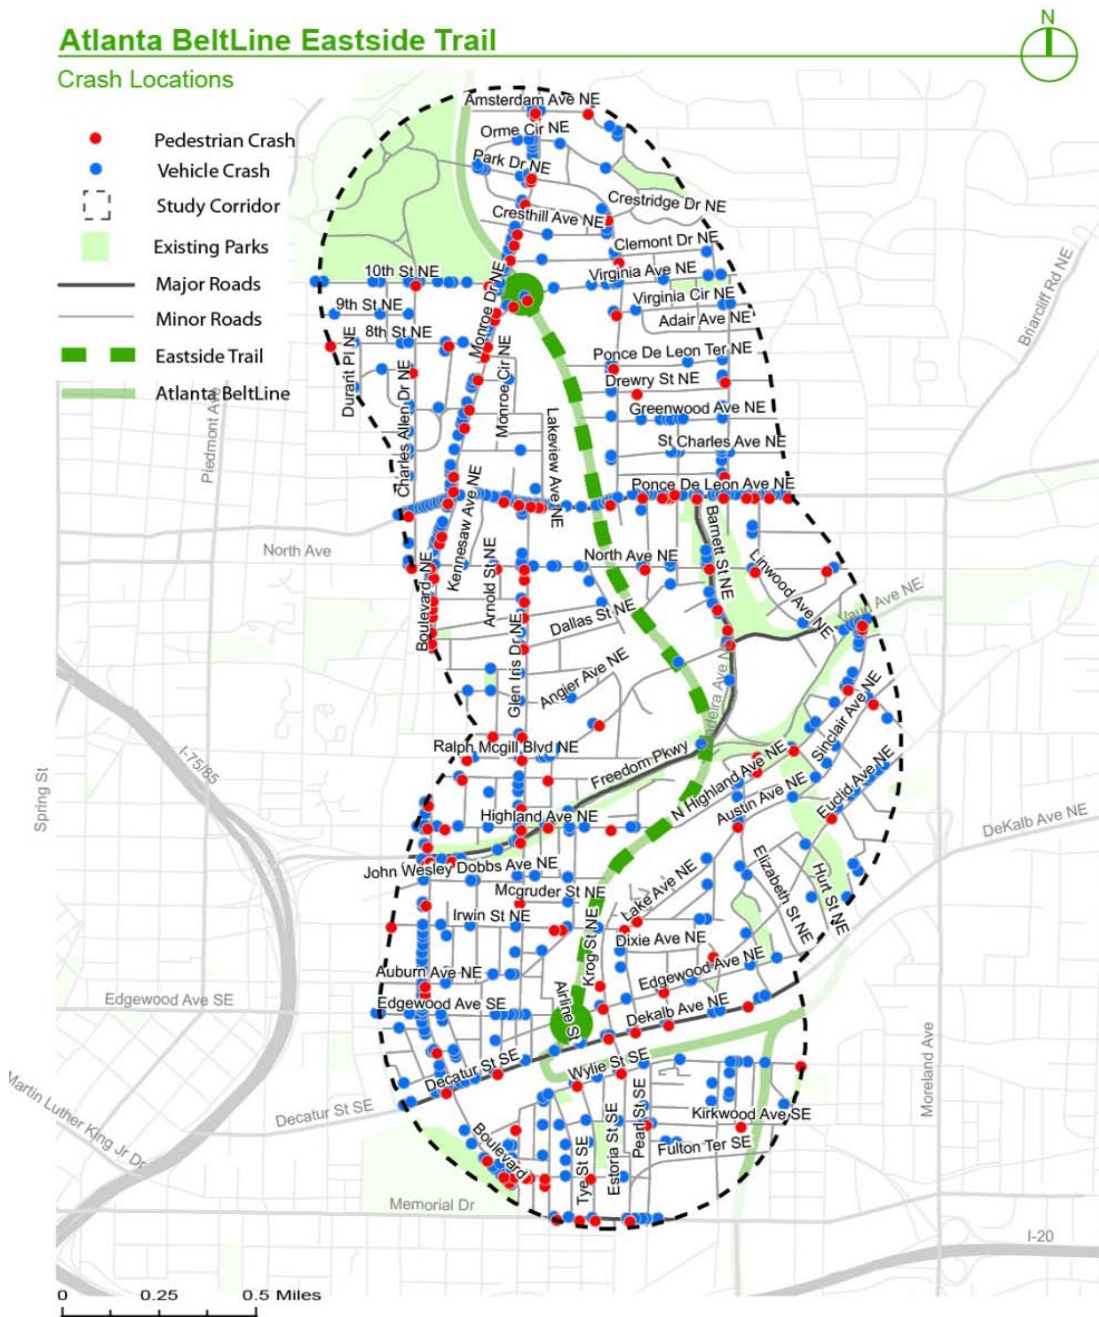 Atlanta BeltLine Eastside Trail
N
Crash Locations
Pedestrian Crash
Vehicle Crash
Study Corridor
Existing Parks
Major Roads
Minor Roads
Eastside Trail
Atlanta BeltLine
Amsterdam Ave NE
Orme Cir NE
Park Dr NE
Crestridge Dr NE
Cresthill Ave NE
Clemont Dr NE
10th St NE
Virginia Ave NE
Monroe Dr NE
Virginia Cir NE
9th St NE
Adair Ave NE
8th St NE
Briarcliff Rd NE
Durant Pl NE
Monroe Cir NE
Ponce De Leon Ter NE
Drewry St NE
Charles Allen Dr NE
Greenwood Ave NE
Piedmont Ave
Lakeview Ave NE
St Charles Ave NE
Ponce De Leon Ave NE
Kennesaw Ave NE
Barnett St NE
North Ave
North Ave NE
Arnold St NE
Linwood Ave NE
Boulevard NE
Dallas St NE
Glen Iris Dr NE
Angier Ave NE
Sinclair Ave NE
I-75/85
Ralph Mcgill Blvd NE
Freedom Pkwy
N Highland Ave NE
Euclid Ave NE
Austin Ave NE
Spring St
Highland Ave NE
DeKalb Ave NE
John Wesley Dobbs Ave NE
Elizabeth St NE
Hurt St NE
Mcgruder St NE
Lake Ave NE
Irwin St NE
Krog St NE
Dixie Ave NE
Auburn Ave NE
Edgewood Ave NE
Edgewood Ave SE
Edgewood Ave SE
Airline St
Dekalb Ave NE
Decatur St SE
Wylie St SE
Moreland Ave
Martin Luther King Jr Dr
Decatur St SE
Pearl St SE
Kirkwood Ave SE
Boulevard
Estoria St SE
Fulton Ter SE
Tye St SE
Memorial Dr
I-20
0 0.25 0.5 Miles